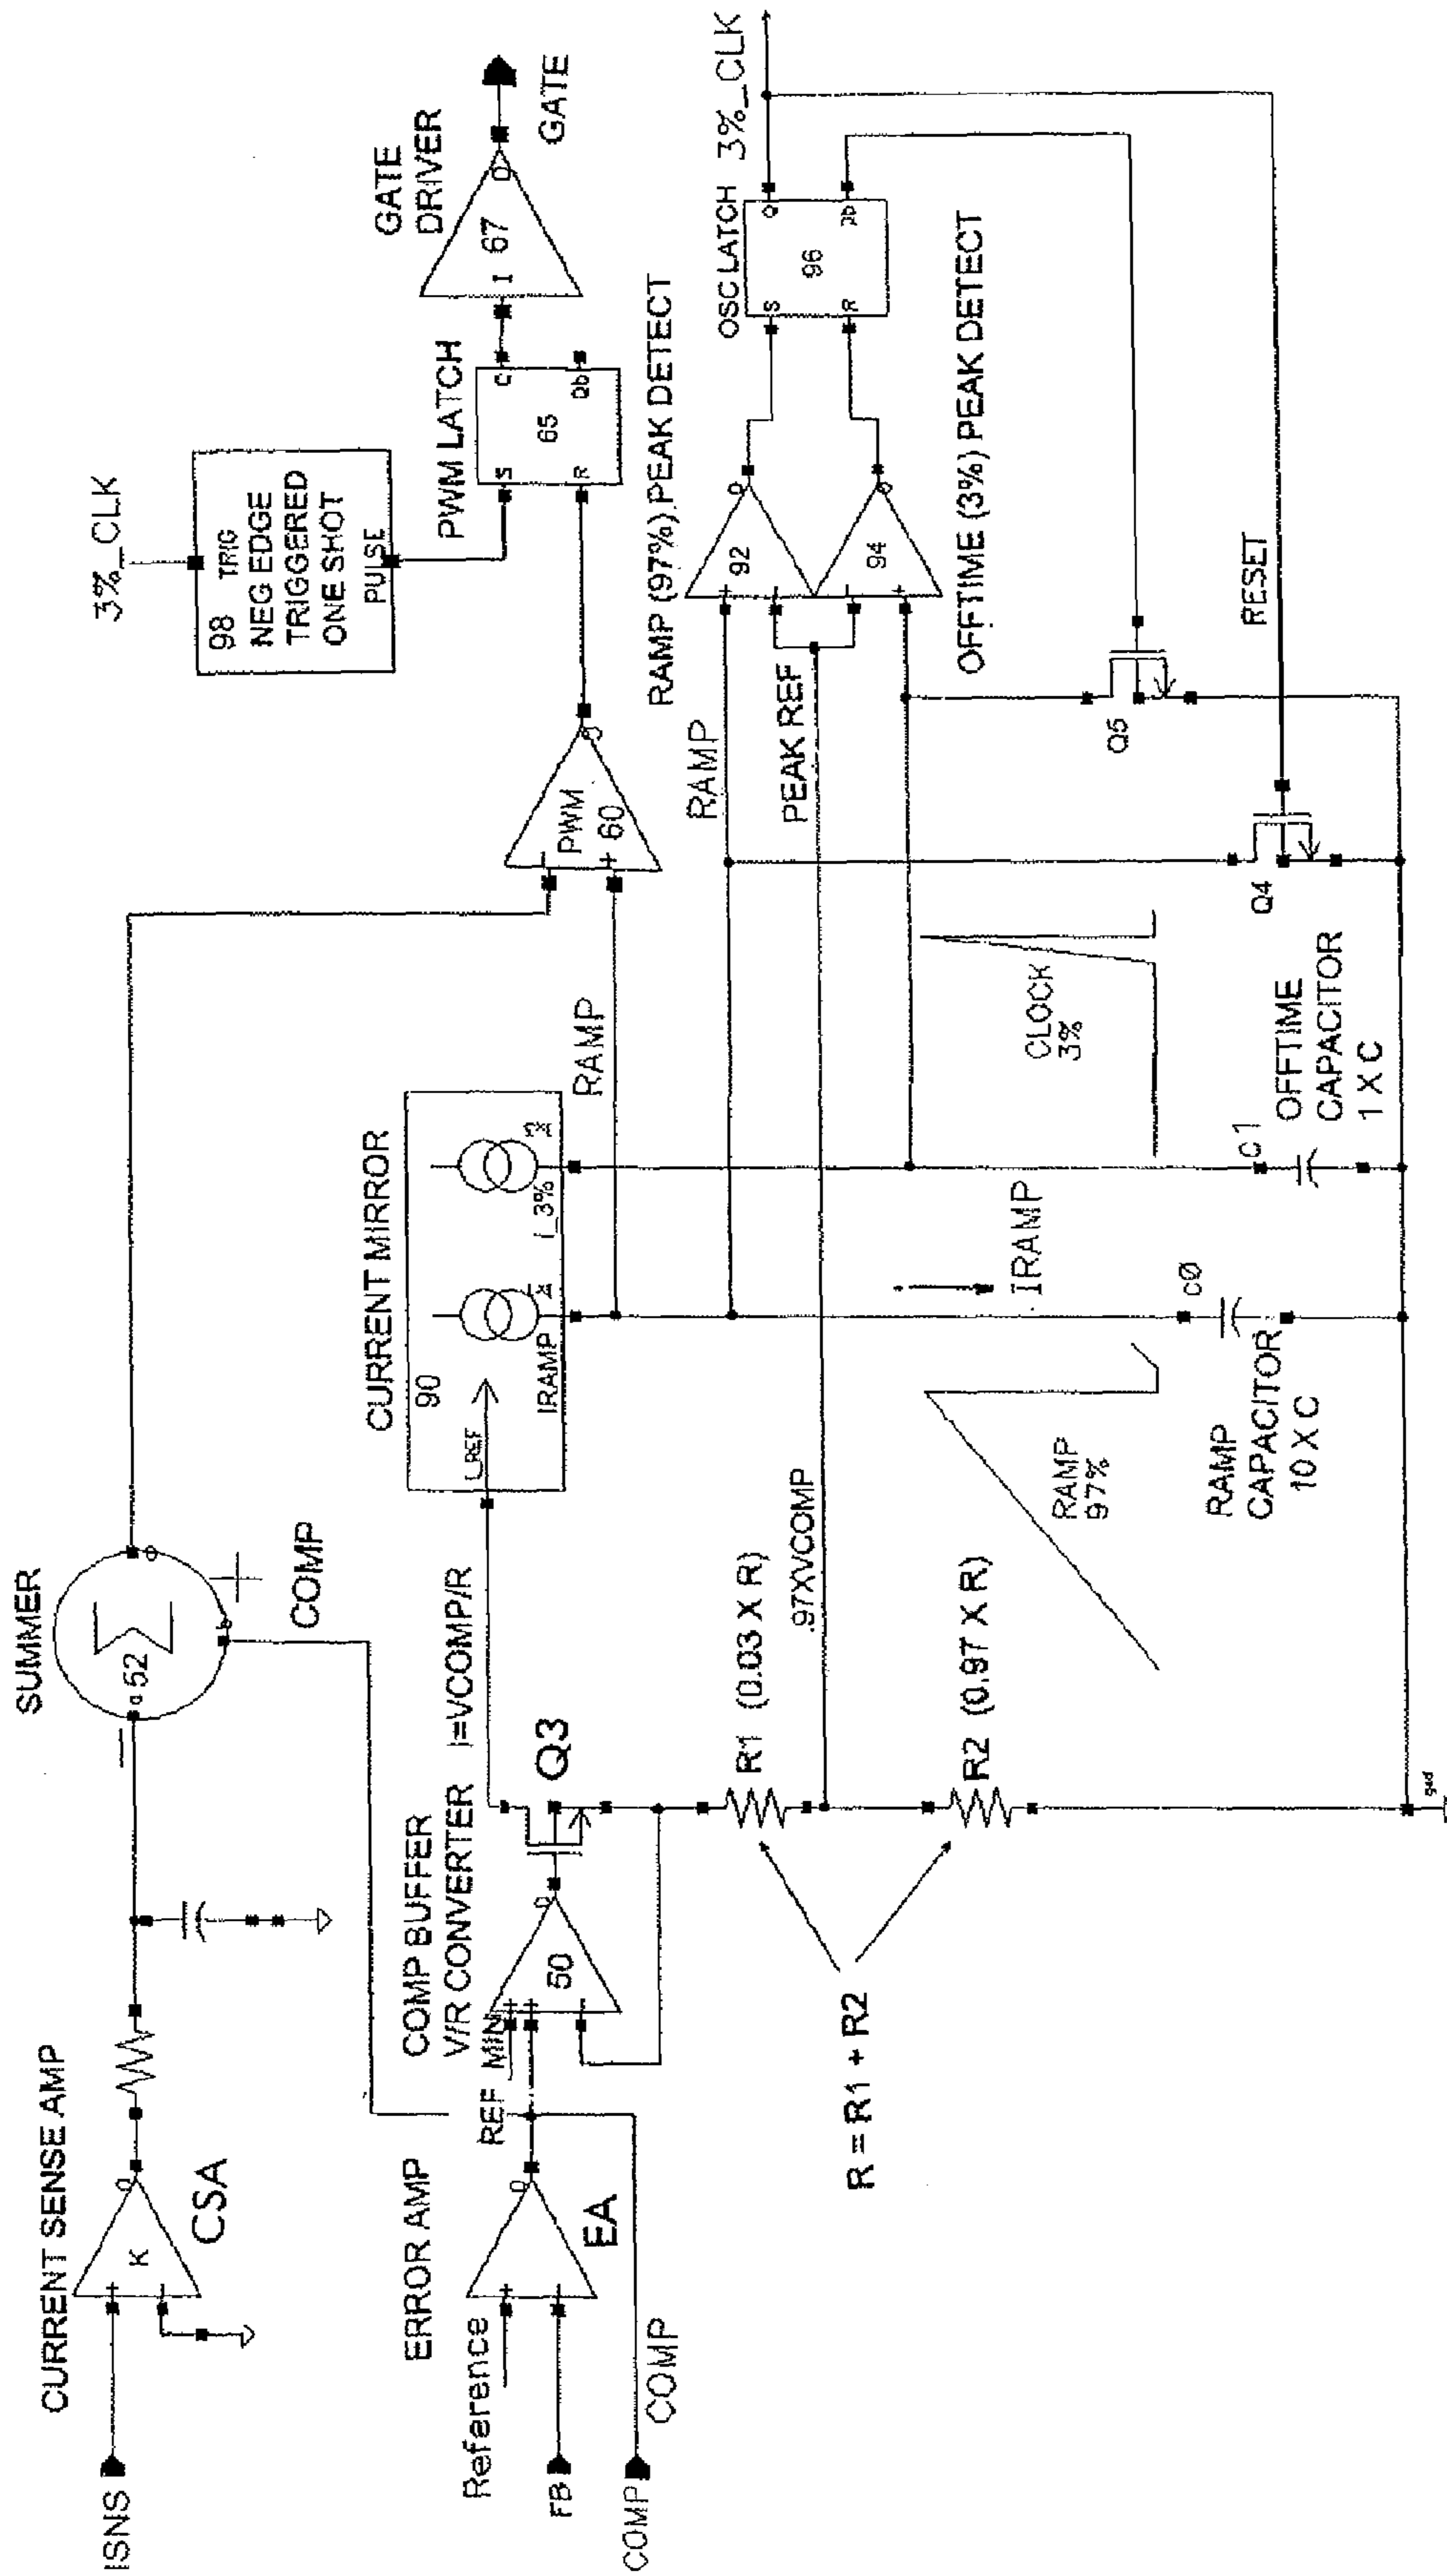 ISNS
CURRENT SENSE AMP
K
CSA
SUMMER
52
a
b
COMP
3%_CLK
98 TRIG
NEG EDGE
TRIGGERED
ONE SHOT
PULSE
PWM LATCH
S
R
65
Qb
GATE
DRIVER
I
67
GATE
PWM
60
RAMP
CURRENT MIRROR
90
I_REF
IRAMP
I_3%
COMP BUFFER
V/R CONVERTER I=VCOMP/R
REF_MIN
50
Q3
ERROR AMP
Reference
FB
COMP
COMP
EA
R = R1 + R2
R1 (0.03 X R)
R2 (0.97 X R)
.97XVCOMP
RAMP
97%
RAMP
CAPACITOR
10 X C
c0
IRAMP
CLOCK
3%
c1
OFFTIME
CAPACITOR
1 X C
RAMP
PEAK REF
RAMP (97%) PEAK DETECT
92
94
OFFTIME (3%) PEAK DETECT
OSC LATCH
S
R
96
Q
3%_CLK
Q5
Q4
RESET
gnd